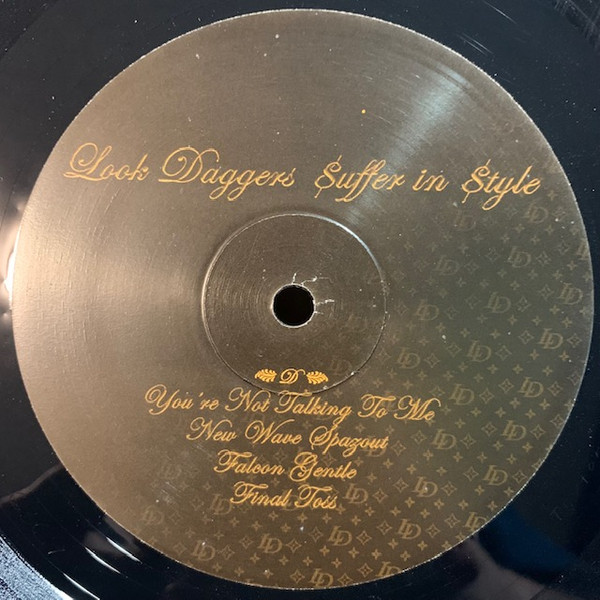 Look Daggers $uffer in $tyle
D
You're Not Talking To Me
New Wave Spazout
Falcon Gentle
Final Toss